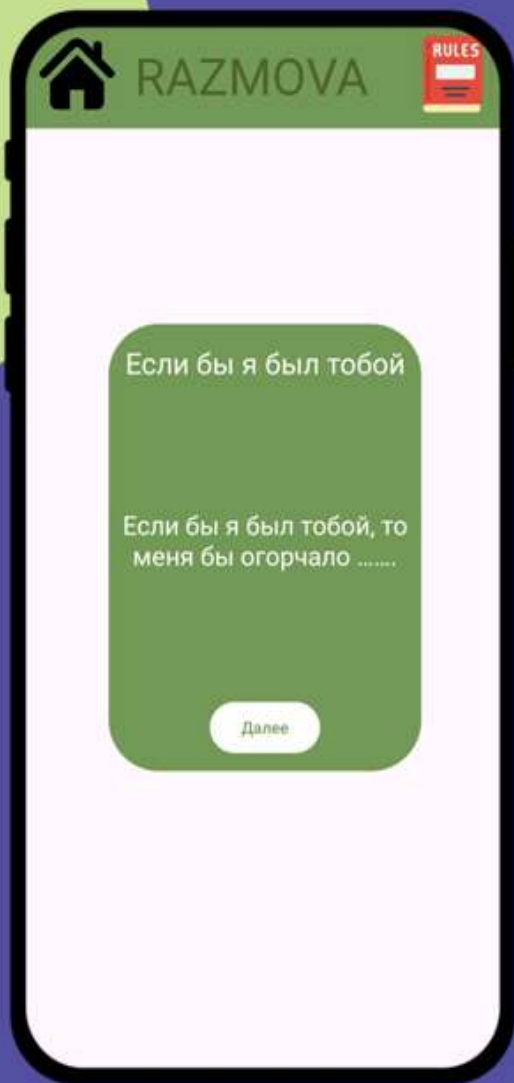 RAZMOVA
RULES
Если бы я был тобой
Если бы я был тобой, то
меня бы огорчало .......
Далее